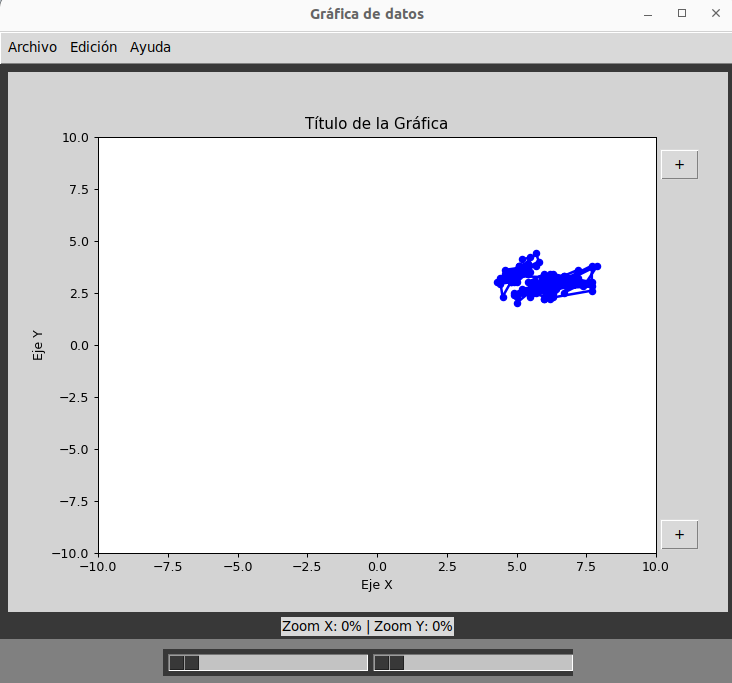 Gráfica de datos
Archivo Edición Ayuda
Título de la Gráfica
10.0
7.5
5.0
2.5
0.0
−2.5
−5.0
−7.5
−10.0
Eje Y
−10.0 −7.5 −5.0 −2.5 0.0 2.5 5.0 7.5 10.0
Eje X
+
+
Zoom X: 0% | Zoom Y: 0%